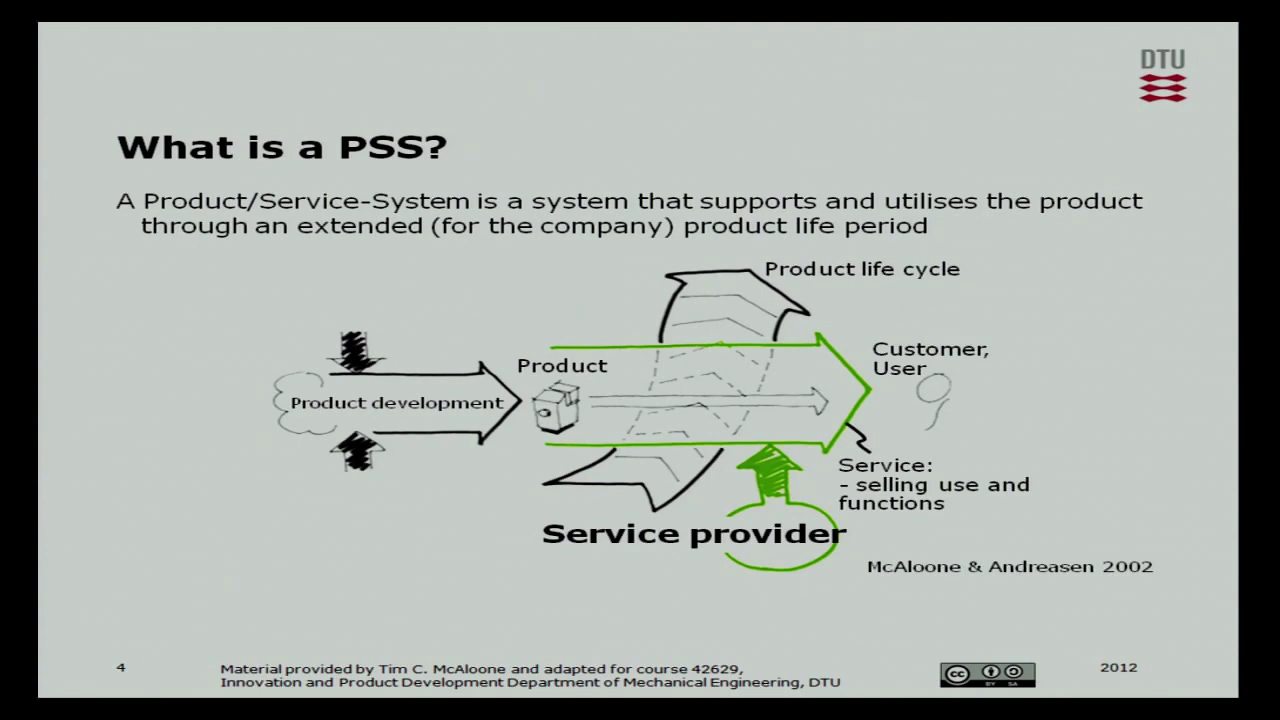 DTU
What is a PSS?
A Product/Service-System is a system that supports and utilises the product
through an extended (for the company) product life period
Product life cycle
Customer,
User
Product
Product development
Service:
- selling use and
functions
Service provider
McAloone & Andreasen 2002
4
Material provided by Tim C. McAloone and adapted for course 42629,
Innovation and Product Development Department of Mechanical Engineering, DTU
cc BY SA
2012